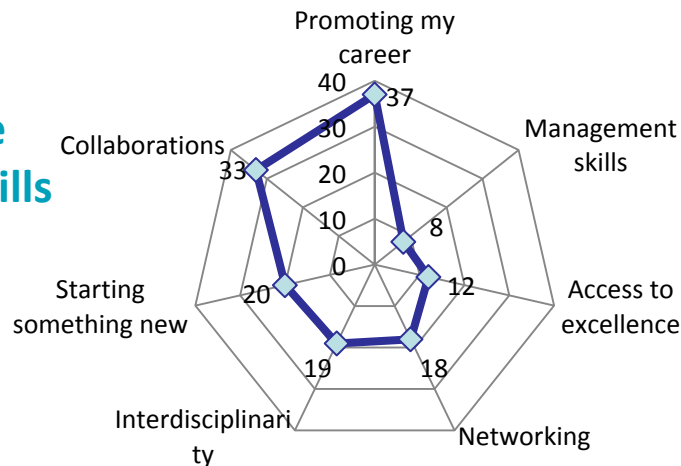 Promoting my
career
40
37
30
20
10
0
Management
skills
8
Access to
excellence
12
Networking
18
Interdisciplinari
ty
19
Starting
something new
20
Collaborations
33
e
ills